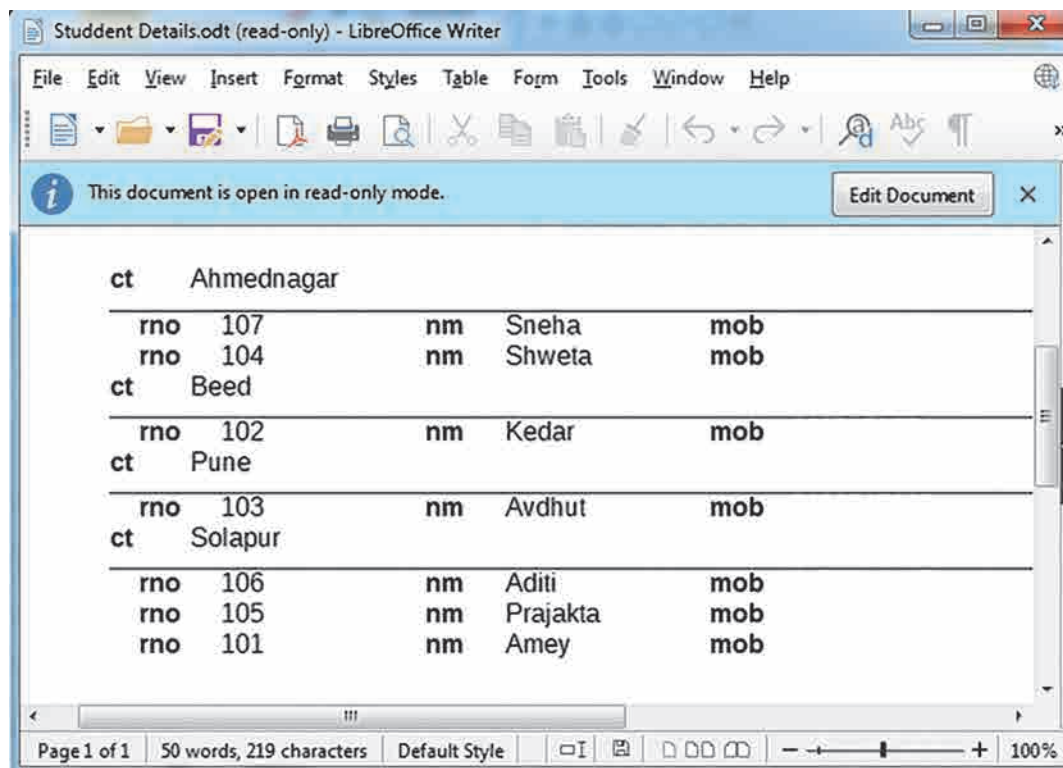 Studdent Details.odt (read-only) - LibreOffice Writer
File Edit View Insert Format Styles Table Form Tools Window Help
Abc
This document is open in read-only mode. Edit Document
ct Ahmednagar
rno 107 nm Sneha mob
rno 104 nm Shweta mob
ct Beed
rno 102 nm Kedar mob
ct Pune
rno 103 nm Avdhut mob
ct Solapur
rno 106 nm Aditi mob
rno 105 nm Prajakta mob
rno 101 nm Amey mob
Page 1 of 1 50 words, 219 characters Default Style 100%